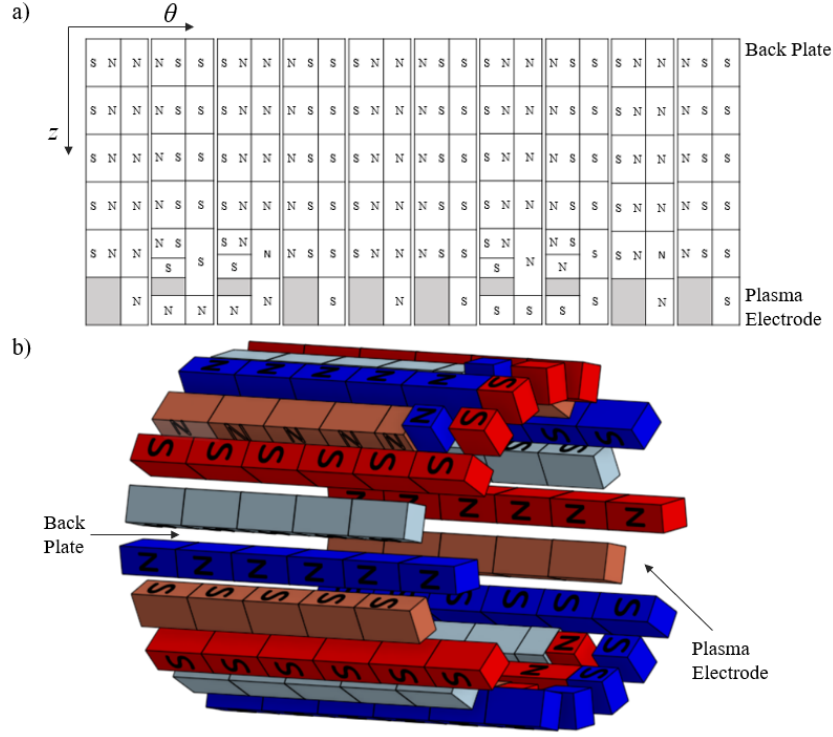 a)
θ
z
S N N N S S S N N N S S S N N N S S S N N N S S S N N N S S
Back Plate
S N N N S S S N N N S S S N N N S S S N N N S S S N N N S S
S N N N S S S N N N S S S N N N S S S N N N S S S N N N S S
S N N N S S S N N N S S S N N N S S S N N N S S S N N N S S
S N N N S S S N N N S S S N N N S S S N N N S S S N N N S S
S S S N
N N N N S N S S S S N S
Plasma
Electrode
b)
N N N N N S
N N N N N N S S S
S S S S S S S S
N N N N N
Back
Plate
N N N N N N
S S S S
S S S S S
N S
Plasma
Electrode
S S S S S S N S